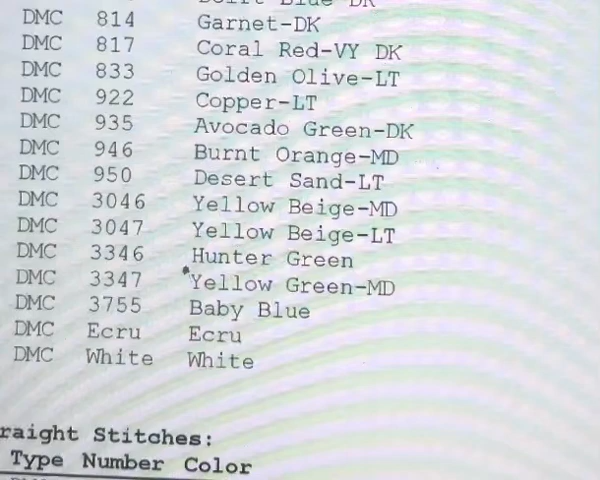 Delft Blue-DK
DMC 814 Garnet-DK
DMC 817 Coral Red-VY DK
DMC 833 Golden Olive-LT
DMC 922 Copper-LT
DMC 935 Avocado Green-DK
DMC 946 Burnt Orange-MD
DMC 950 Desert Sand-LT
DMC 3046 Yellow Beige-MD
DMC 3047 Yellow Beige-LT
DMC 3346 Hunter Green
DMC 3347 Yellow Green-MD
DMC 3755 Baby Blue
DMC Ecru Ecru
DMC White White
raight Stitches:
Type Number Color